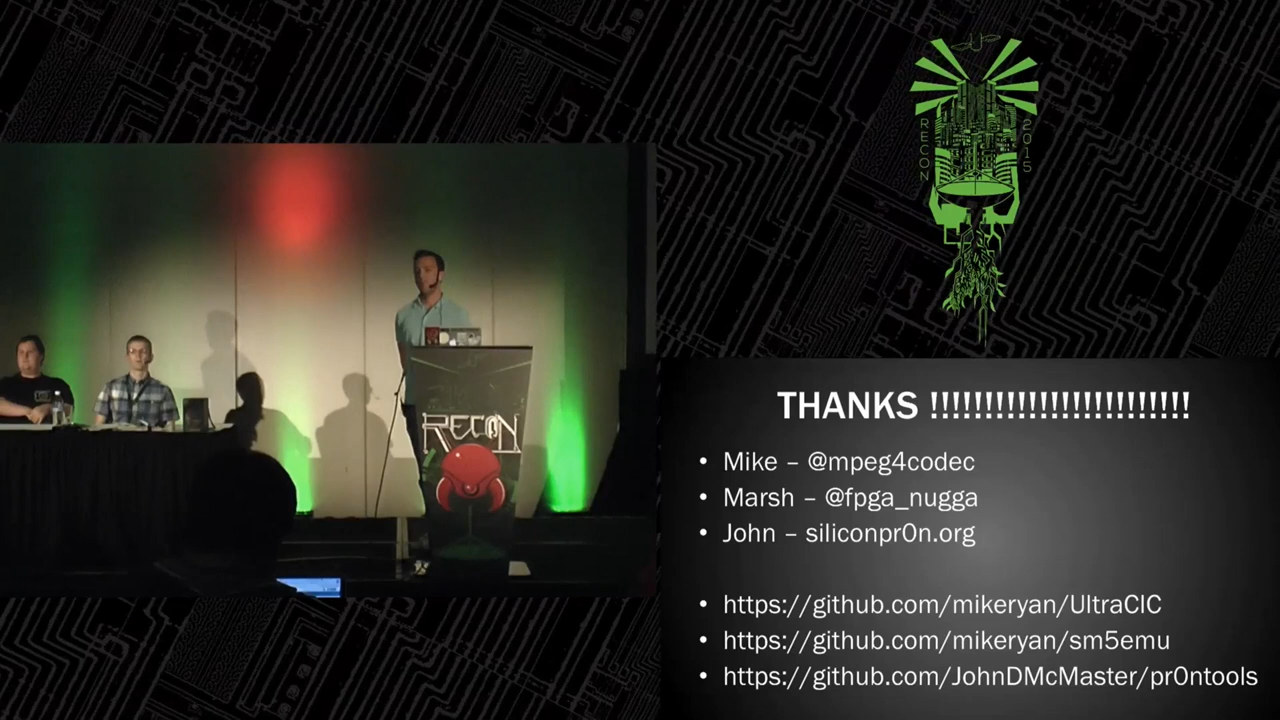 RECON
2015
RECON
THANKS !!!!!!!!!!!!!!!!!!!!!!!!
• Mike – @mpeg4codec
• Marsh – @fpga_nugga
• John – siliconpr0n.org
• https://github.com/mikeryan/UltraCIC
• https://github.com/mikeryan/sm5emu
• https://github.com/JohnDMcMaster/pr0ntools